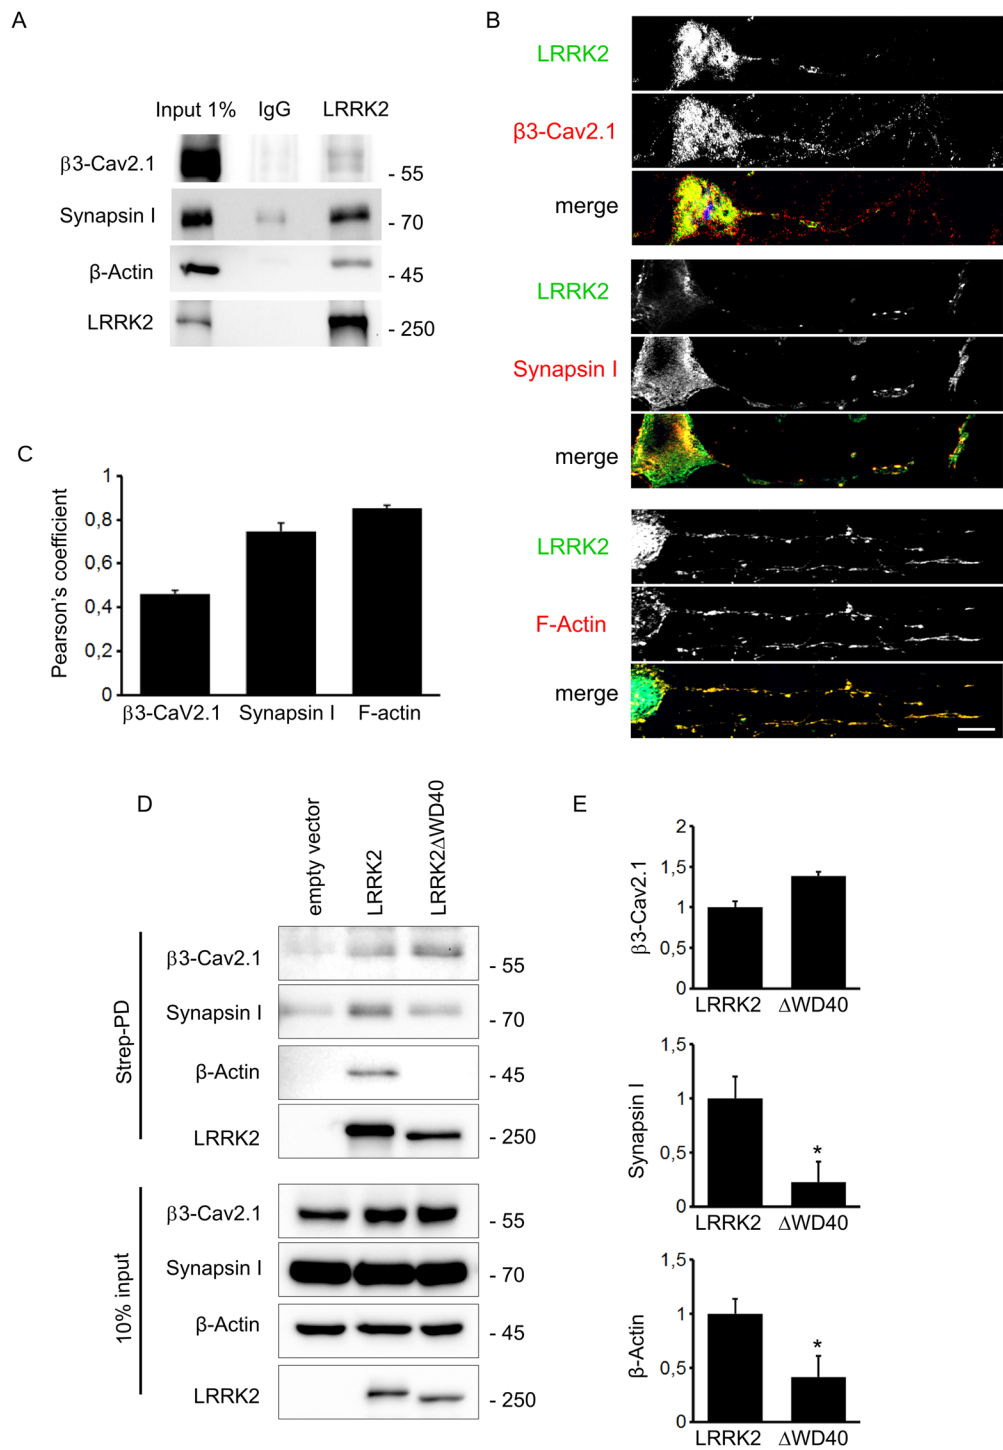 A
Input 1% IgG LRRK2
β3-Cav2.1
- 55
Synapsin I
- 70
β-Actin
- 45
LRRK2
- 250
B
LRRK2
β3-Cav2.1
merge
LRRK2
Synapsin I
merge
LRRK2
F-Actin
merge
C
Pearson's coefficient
1
0,8
0,6
0,4
0,2
0
β3-CaV2.1 Synapsin I F-actin
D
empty vector
LRRK2
LRRK2ΔWD40
Strep-PD
β3-Cav2.1
- 55
Synapsin I
- 70
β-Actin
- 45
LRRK2
- 250
10% input
β3-Cav2.1
- 55
Synapsin I
- 70
β-Actin
- 45
LRRK2
- 250
E
β3-Cav2.1
2
1,5
1
0,5
0
LRRK2 ΔWD40
Synapsin I
1,5
1
0,5
0
*
LRRK2 ΔWD40
β-Actin
1,5
1
0,5
0
*
LRRK2 ΔWD40